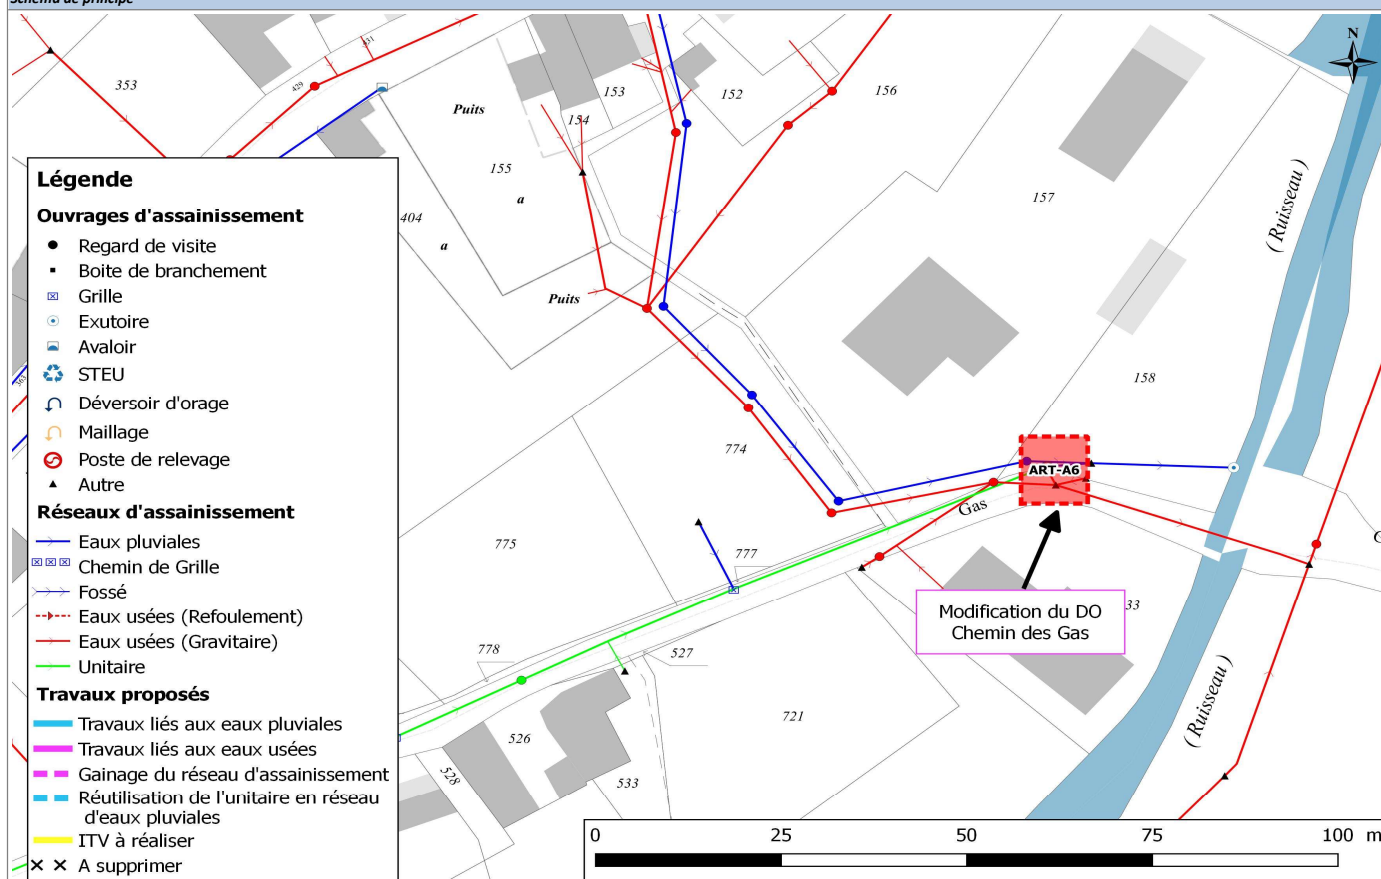 Schéma de principe
N
353
429
431
Puits
153
154
152
156
155
a
404
a
157
( Ruisseau )
Puits
158
774
ART-A6
Gas
775
777
Modification du DO
Chemin des Gas
33
778
527
( Ruisseau )
721
526
528
533
363
Légende
Ouvrages d'assainissement
Regard de visite
Boite de branchement
Grille
Exutoire
Avaloir
STEU
Déversoir d'orage
Maillage
Poste de relevage
Autre
Réseaux d'assainissement
Eaux pluviales
Chemin de Grille
Fossé
Eaux usées (Refoulement)
Eaux usées (Gravitaire)
Unitaire
Travaux proposés
Travaux liés aux eaux pluviales
Travaux liés aux eaux usées
Gainage du réseau d'assainissement
Réutilisation de l'unitaire en réseau
d'eaux pluviales
ITV à réaliser
A supprimer
0 25 50 75 100 m